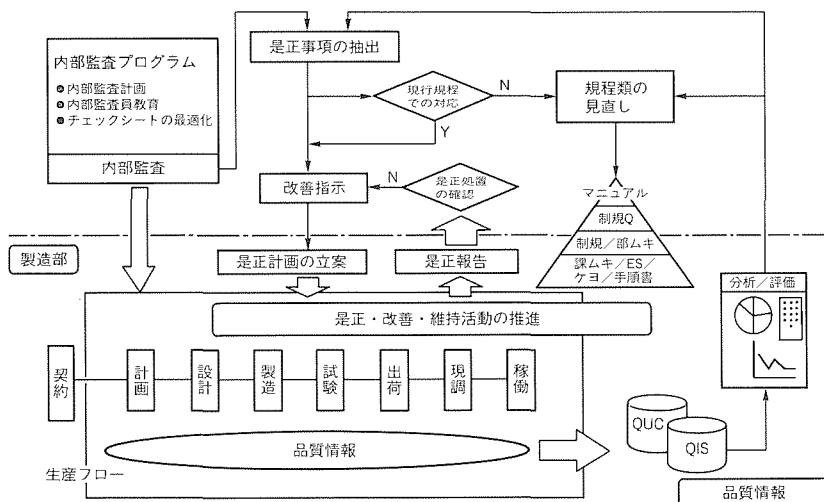 内部監査プログラム
内部監査計画
内部監査員教育
チェックシートの最適化
内部監査
是正事項の抽出
現行規程
での対応
N
Y
規程類の
見直し
改善指示
N
是正処置
の確認
マニュアル
制規Q
制規/部ムキ
課ムキ/ES/
ケヨ/手順書
製造部
是正計画の立案
是正報告
分析/評価
是正・改善・維持活動の推進
契約
計画
設計
製造
試験
出荷
現調
稼働
品質情報
生産フロー
QUC
QIS
品質情報